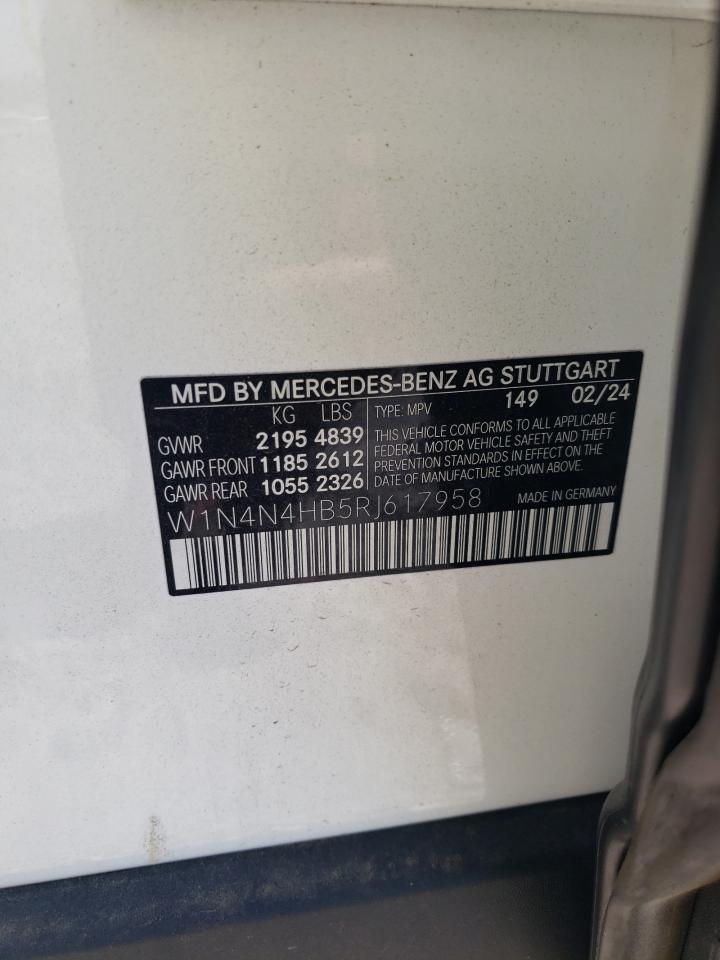 MFD BY MERCEDES-BENZ AG STUTTGART
KG LBS TYPE: MPV 149 02/24
GVWR 2195 4839
GAWR FRONT 1185 2612
GAWR REAR 1055 2326
THIS VEHICLE CONFORMS TO ALL APPLICABLE
FEDERAL MOTOR VEHICLE SAFETY AND THEFT
PREVENTION STANDARDS IN EFFECT ON THE
DATE OF MANUFACTURE SHOWN ABOVE.
W1N4N4HB5RJ617958 MADE IN GERMANY